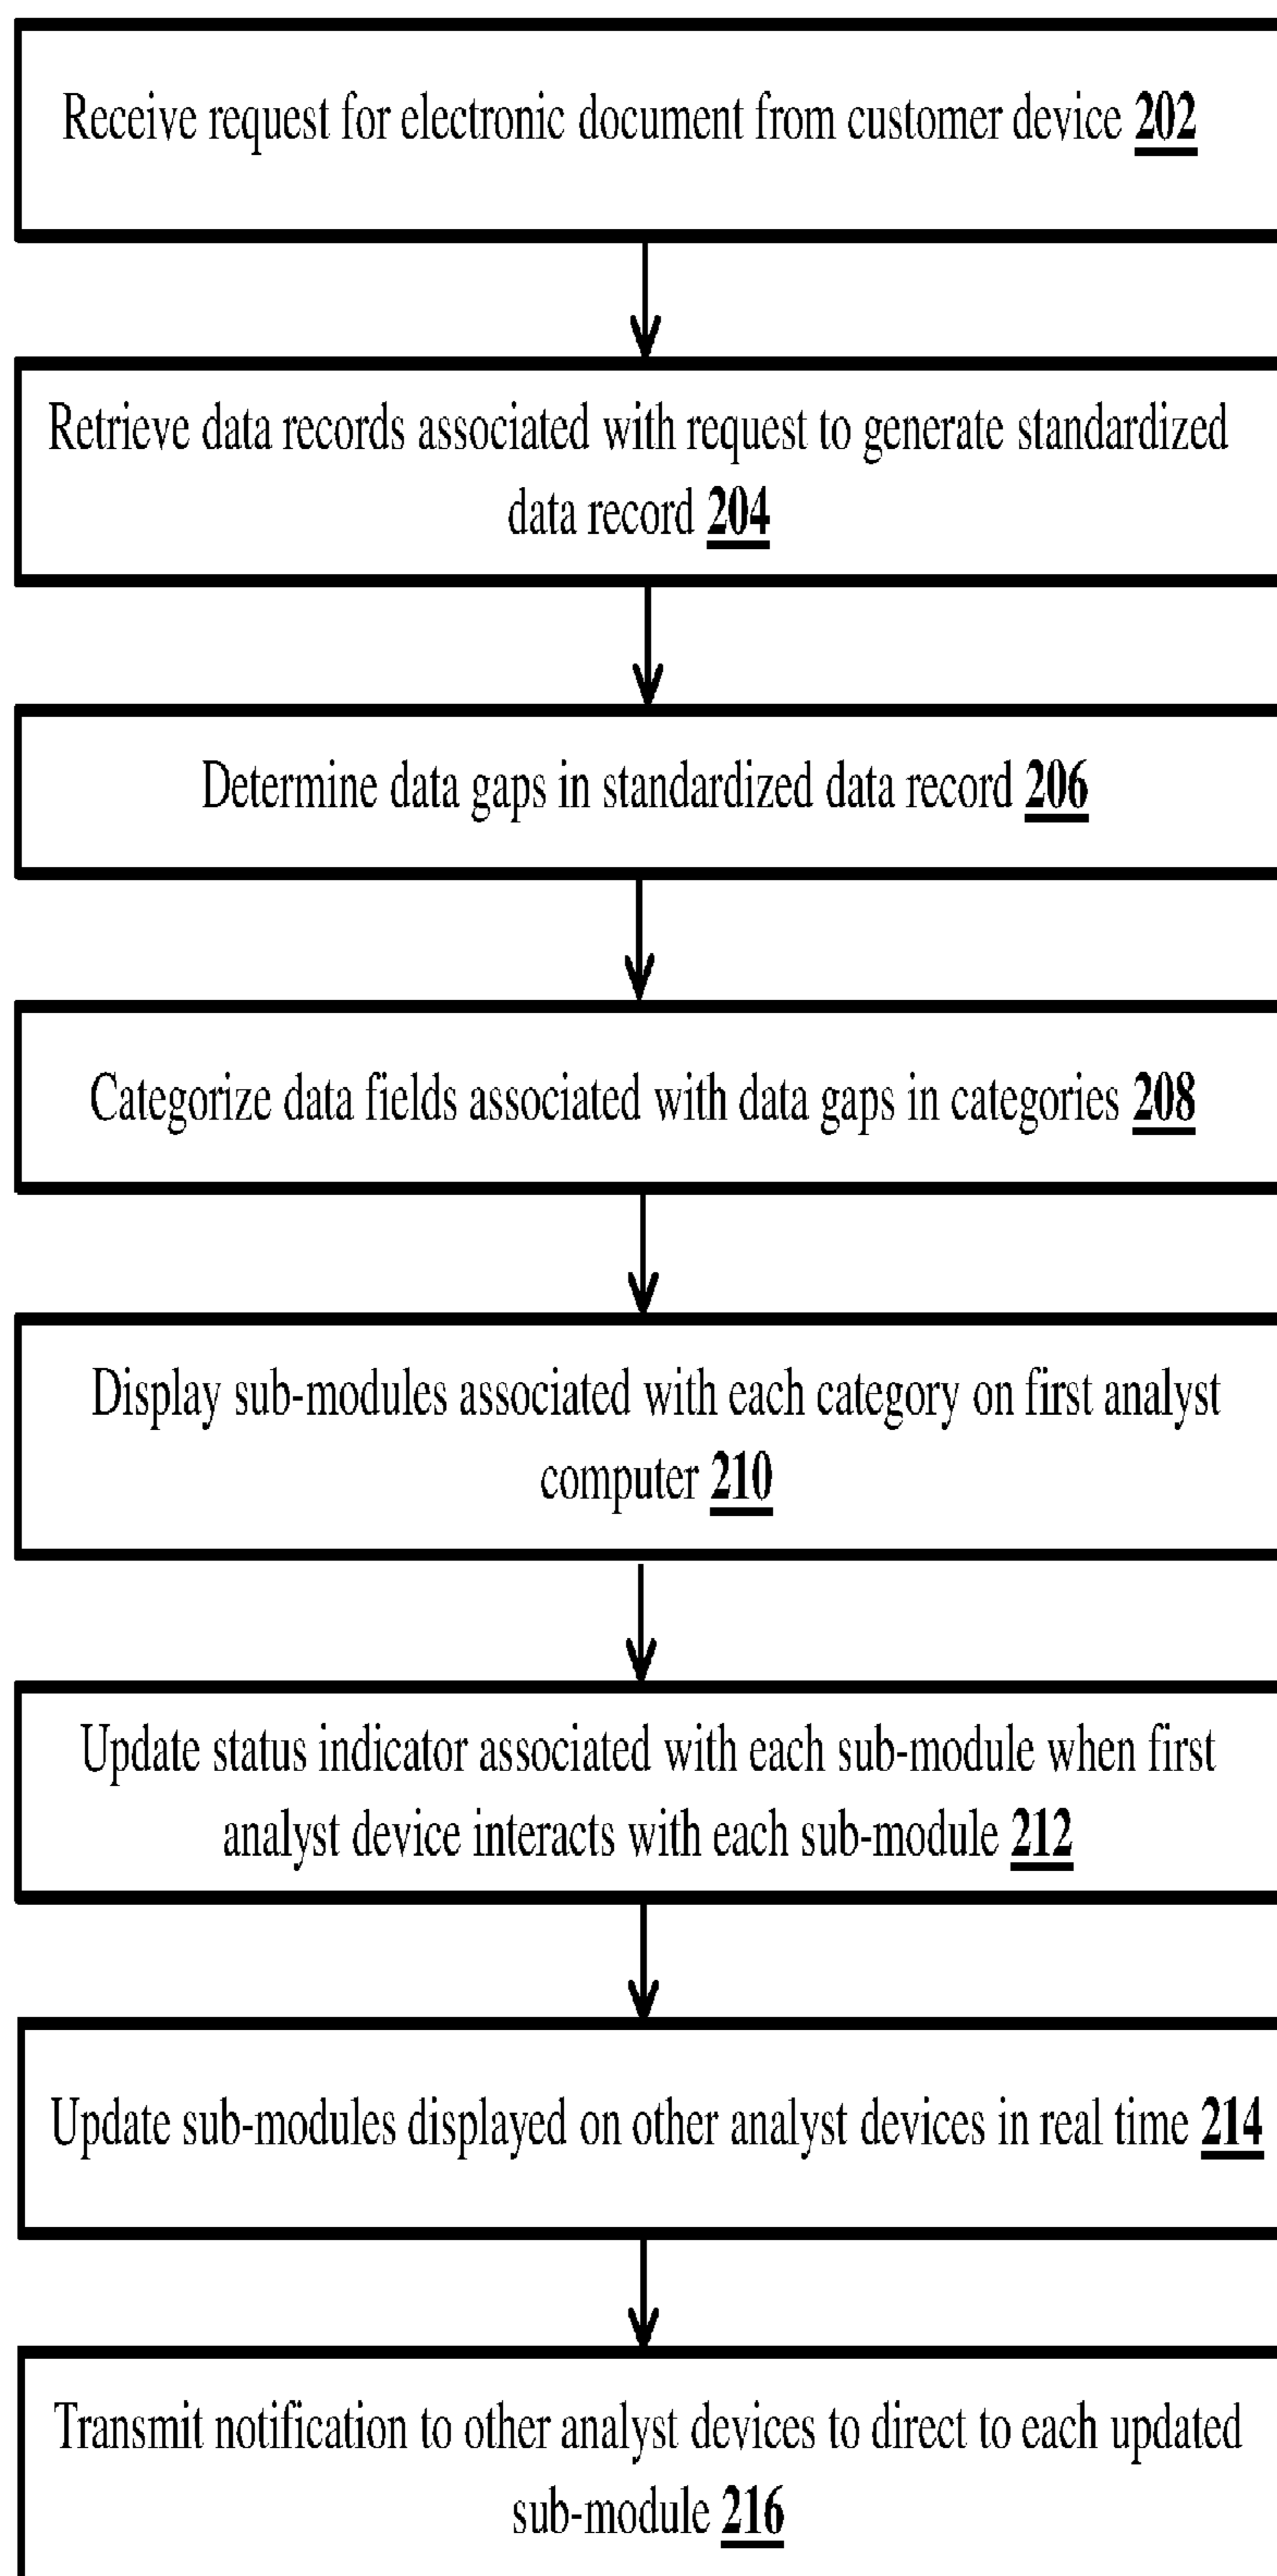 Receive request for electronic document from customer device 202
Retrieve data records associated with request to generate standardized
data record 204
Determine data gaps in standardized data record 206
Categorize data fields associated with data gaps in categories 208
Display sub-modules associated with each category on first analyst
computer 210
Update status indicator associated with each sub-module when first
analyst device interacts with each sub-module 212
Update sub-modules displayed on other analyst devices in real time 214
Transmit notification to other analyst devices to direct to each updated
sub-module 216